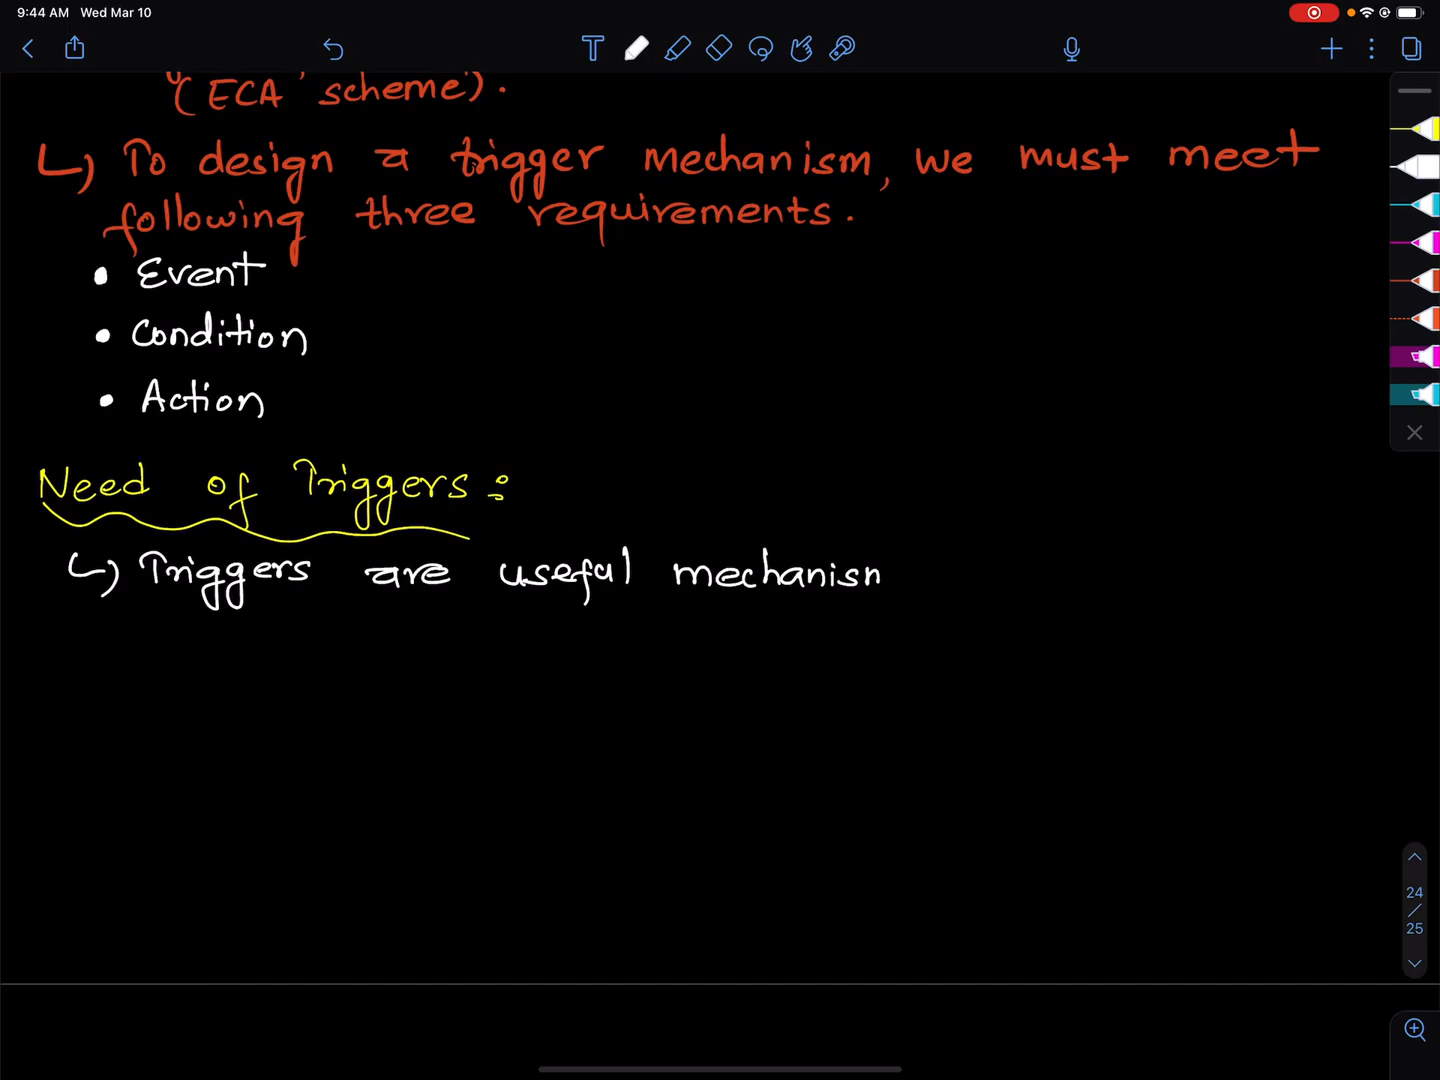 9:44 AM Wed Mar 10
(ECA scheme).
To design a trigger mechanism, we must meet
following three requirements.
• Event
• Condition
• Action
Need of Triggers :
Triggers are useful mechanisn
24
/
25